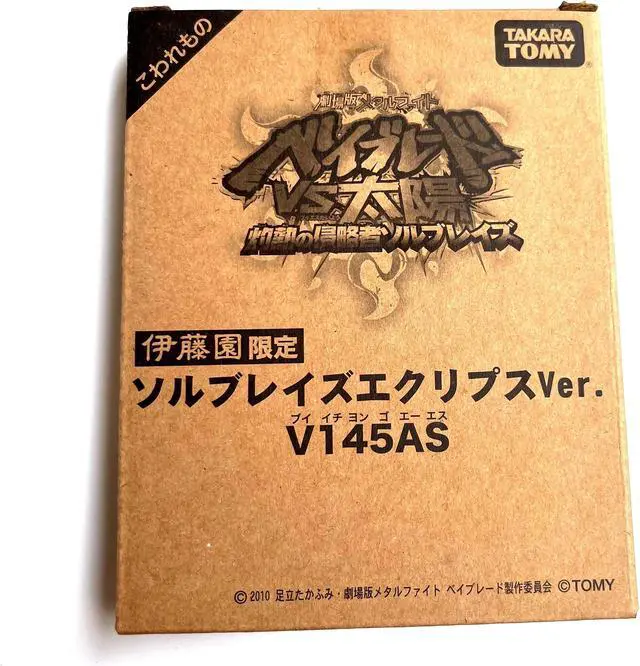 こわれもの
TAKARA
TOMY
劇場版メタルファイト
ベイブレード
VS太陽
灼熱の侵略者ソルブレイズ
伊藤園限定
ソルブレイズエクリプスVer.
ブイ イチ ヨン ゴ エー エス
V145AS
© 2010 足立たかふみ・劇場版メタルファイト ベイブレード製作委員会 ©TOMY